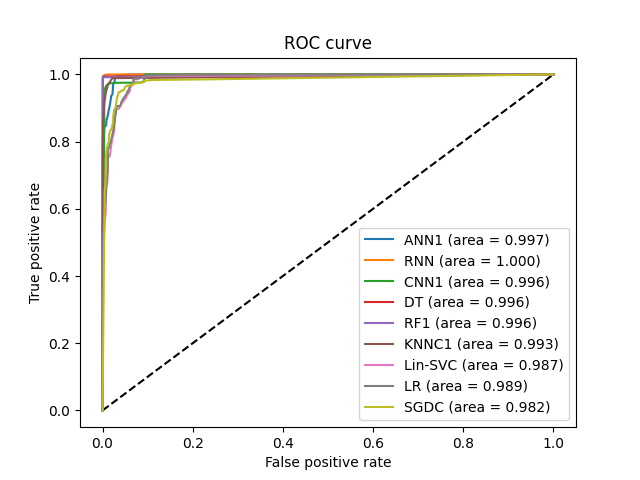 ROC curve
1.0
0.8
0.6
0.4
0.2
0.0
True positive rate
ANN1 (area = 0.997)
RNN (area = 1.000)
CNN1 (area = 0.996)
DT (area = 0.996)
RF1 (area = 0.996)
KNNC1 (area = 0.993)
Lin-SVC (area = 0.987)
LR (area = 0.989)
SGDC (area = 0.982)
0.0 0.2 0.4 0.6 0.8 1.0
False positive rate